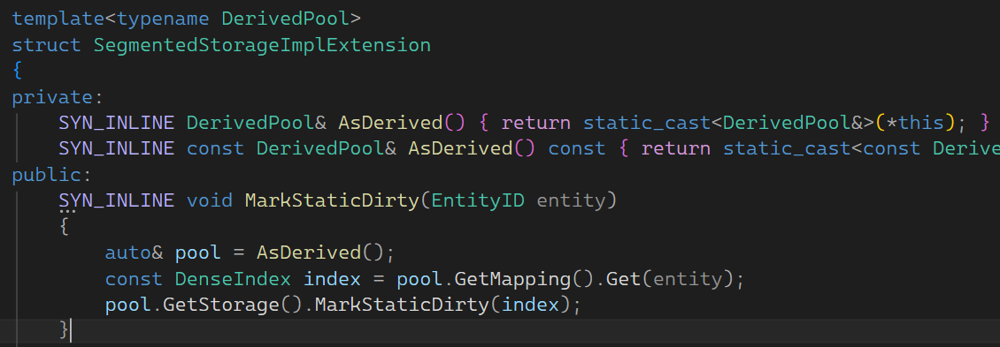 template<typename DerivedPool>
struct SegmentedStorageImplExtension
{
private:
    SYN_INLINE DerivedPool& AsDerived() { return static_cast<DerivedPool&>(*this); }
    SYN_INLINE const DerivedPool& AsDerived() const { return static_cast<const Derive
public:
    SYN_INLINE void MarkStaticDirty(EntityID entity)
    {
        auto& pool = AsDerived();
        const DenseIndex index = pool.GetMapping().Get(entity);
        pool.GetStorage().MarkStaticDirty(index);
    }